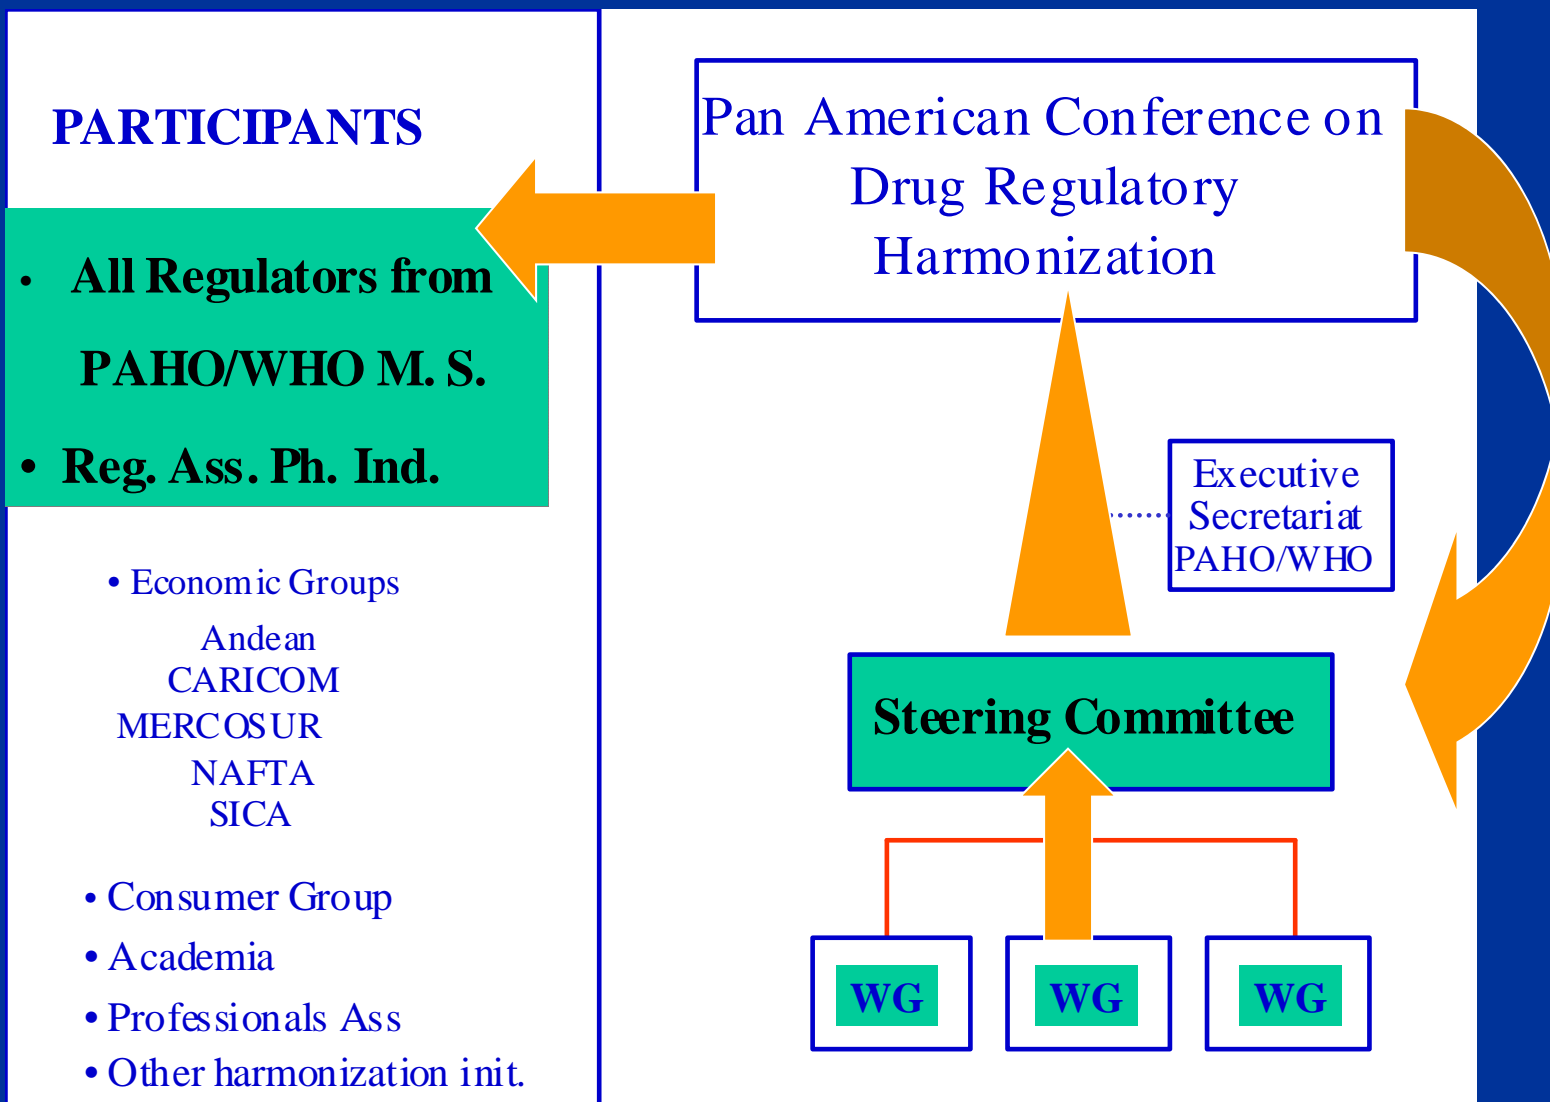 PARTICIPANTS
• All Regulators from
PAHO/WHO M. S.
• Reg. Ass. Ph. Ind.
• Economic Groups
Andean
CARICOM
MERCOSUR
NAFTA
SICA
• Consumer Group
• Academia
• Professionals Ass
• Other harmonization init.
Pan American Conference on
Drug Regulatory
Harmonization
Executive
Secretariat
PAHO/WHO
Steering Committee
WG WG WG